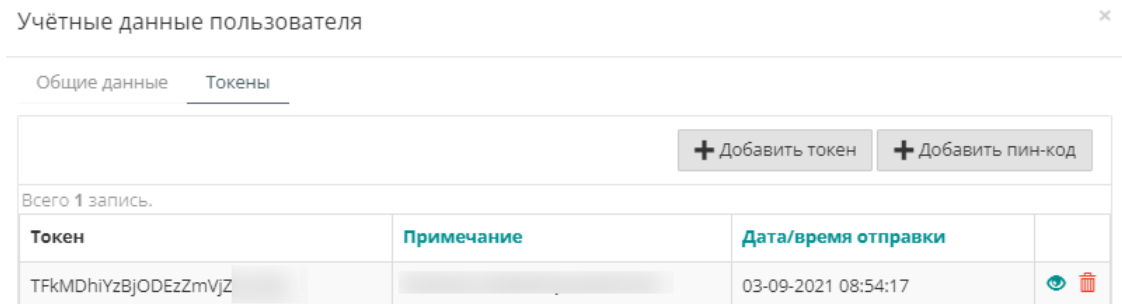 Учётные данные пользователя
Общие данные Токены
Добавить токен Добавить пин-код
Всего 1 запись.
Токен Примечание Дата/время отправки
TFkMDhiYzBjODEzZmVjZ 03-09-2021 08:54:17